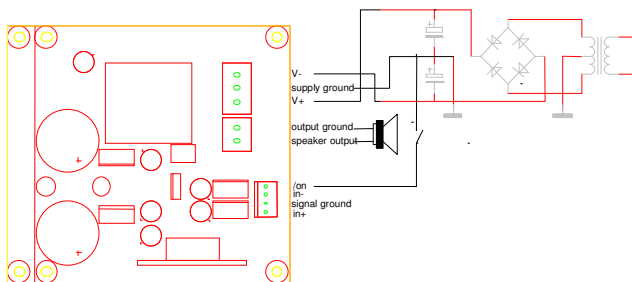 V-
supply ground
V+
output ground
speaker output
/on
in-
signal ground
in+